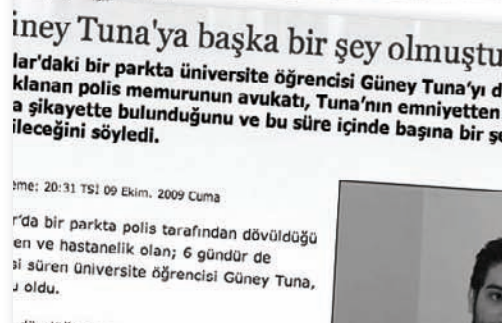 iney Tuna'ya başka bir şey olmuştu
lar'daki bir parkta üniversite öğrencisi Güney Tuna'yı d
klanan polis memurunun avukatı, Tuna'nın emniyetten
a şikayette bulunduğunu ve bu süre içinde başına bir şe
ileceğini söyledi.
eme: 20:31 TSİ 09 Ekim. 2009 Cuma
r'da bir parkta polis tarafından dövüldüğü
en ve hastanelik olan; 6 gündür de
si süren üniversite öğrencisi Güney Tuna,
u oldu.